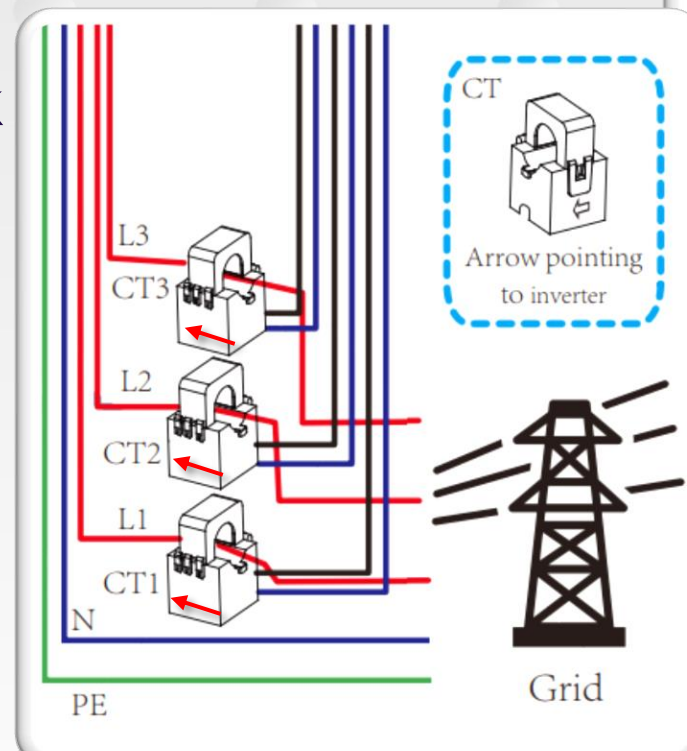 L3
CT3
L2
CT2
L1
CT1
N
PE
CT
Arrow pointing
to inverter
Grid